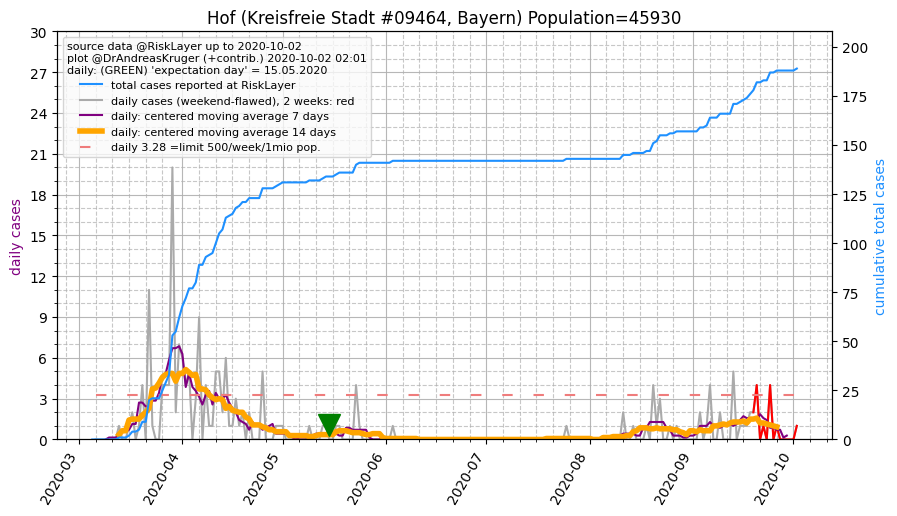 Hof (Kreisfreie Stadt #09464, Bayern) Population=45930
source data @RiskLayer up to 2020-10-02
plot @DrAndreasKruger (+contrib.) 2020-10-02 02:01
daily: (GREEN) 'expectation day' = 15.05.2020
total cases reported at RiskLayer
daily cases (weekend-flawed), 2 weeks: red
daily: centered moving average 7 days
daily: centered moving average 14 days
daily 3.28 =limit 500/week/1mio pop.
daily cases
30
27
24
21
18
15
12
9
6
3
0
cumulative total cases
200
175
150
125
100
75
50
25
0
2020-03
2020-04
2020-05
2020-06
2020-07
2020-08
2020-09
2020-10